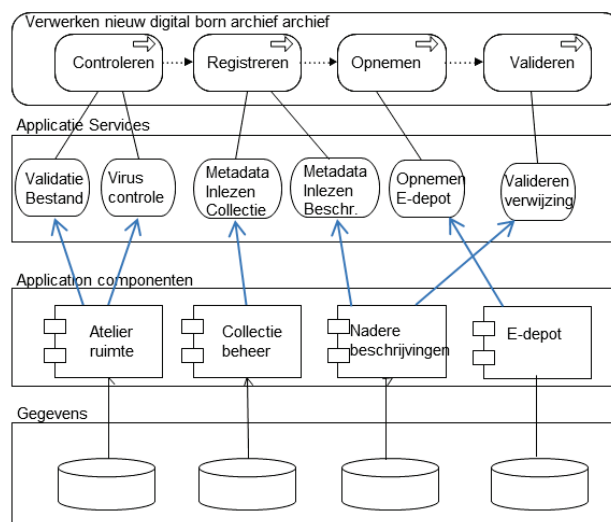 Verwerken nieuw digital born archief archief
Controleren
Registreren
Opnemen
Valideren
Applicatie Services
Validatie
Bestand
Virus
controle
Metadata
Inlezen
Collectie
Metadata
Inlezen
Beschr.
Opnemen
E-depot
Valideren
verwijzing
Application componenten
Atelier
ruimte
Collectie
beheer
Nadere
beschrijvingen
E-depot
Gegevens